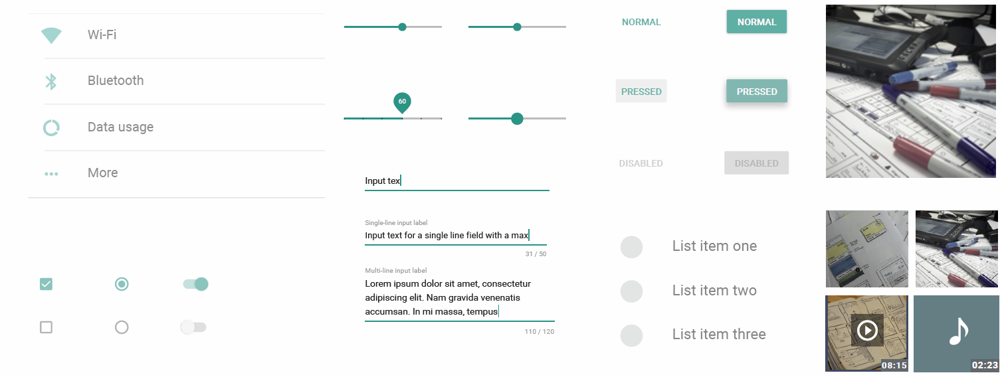 Wi-Fi
Bluetooth
Data usage
More
60
Input tex
Single-line input label
Input text for a single line field with a max
31 / 50
Multi-line input label
Lorem ipsum dolor sit amet, consectetur
adipiscing elit. Nam gravida venenatis
accumsan. In mi massa, tempus
110 / 120
NORMAL
NORMAL
PRESSED
PRESSED
DISABLED
DISABLED
List item one
List item two
List item three
08:15
02:23